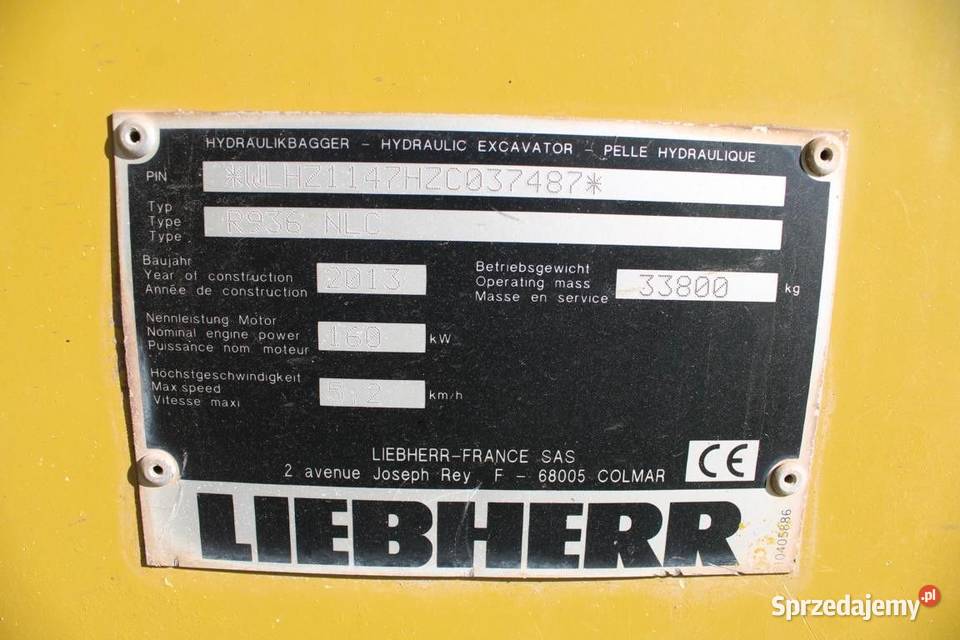 HYDRAULIKBAGGER - HYDRAULIC EXCAVATOR - PELLE HYDRAULIQUE
PIN *WLHZ1147HZC037487*
Typ
Type R936 NLC
Type
Baujahr
Year of construction 2013
Année de construction
Betriebsgewicht
Operating mass 33800 kg
Masse en service
Nennleistung Motor
Nominal engine power 160 kW
Puissance nom moteur
Höchstgeschwindigkeit
Max speed 5,2 km/h
Vitesse maxi
LIEBHERR-FRANCE SAS
2 avenue Joseph Rey F - 68005 COLMAR
CE
LIEBHERR
10405886
Sprzedajemy.pl